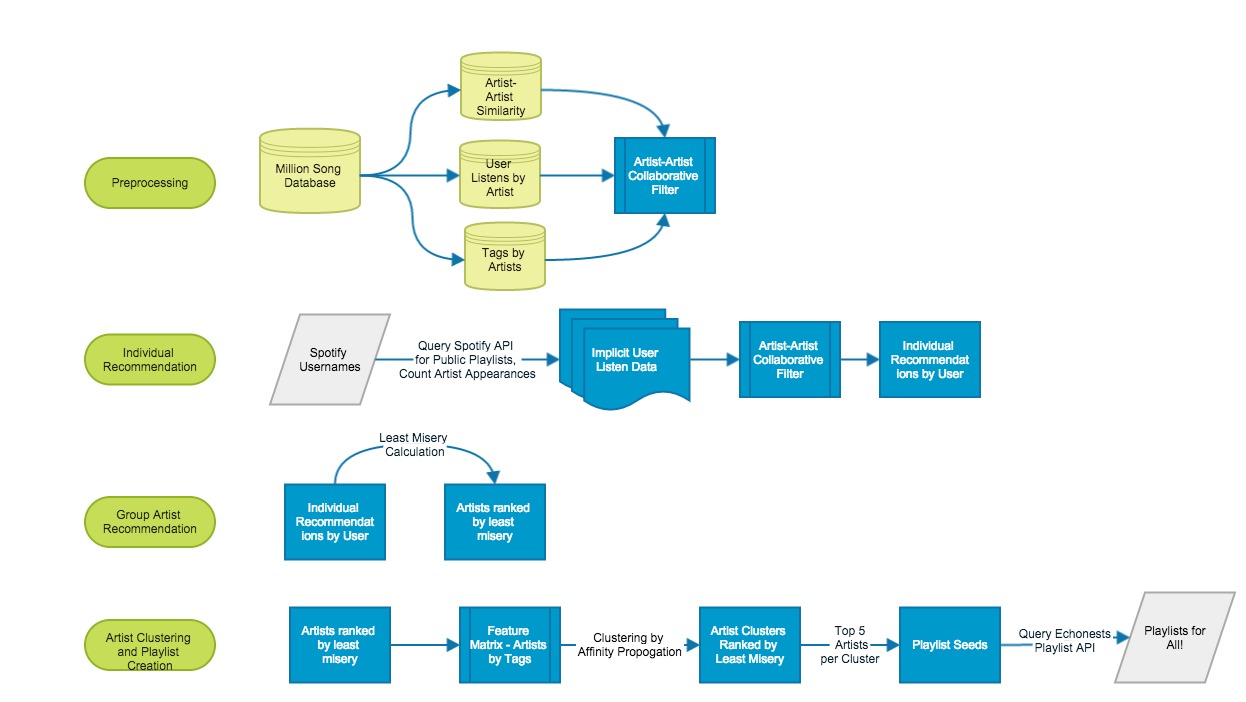 Preprocessing
Million Song
Database
Artist-
Artist
Similarity
User
Listens by
Artist
Tags by
Artists
Artist-Artist
Collaborative
Filter
Individual
Recommendation
Spotify
Usernames
Query Spotify API
for Public Playlists,
Count Artist Appearances
Implicit User
Listen Data
Artist-Artist
Collaborative
Filter
Individual
Recommendat
ions by User
Group Artist
Recommendation
Least Misery
Calculation
Individual
Recommendat
ions by User
Artists ranked
by least
misery
Artist Clustering
and Playlist
Creation
Artists ranked
by least
misery
Feature
Matrix - Artists
by Tags
Clustering by
Affinity Propogation
Artist Clusters
Ranked by
Least Misery
Top 5
Artists
per Cluster
Playlist Seeds
Query Echonests
Playlist API
Playlists for
All!